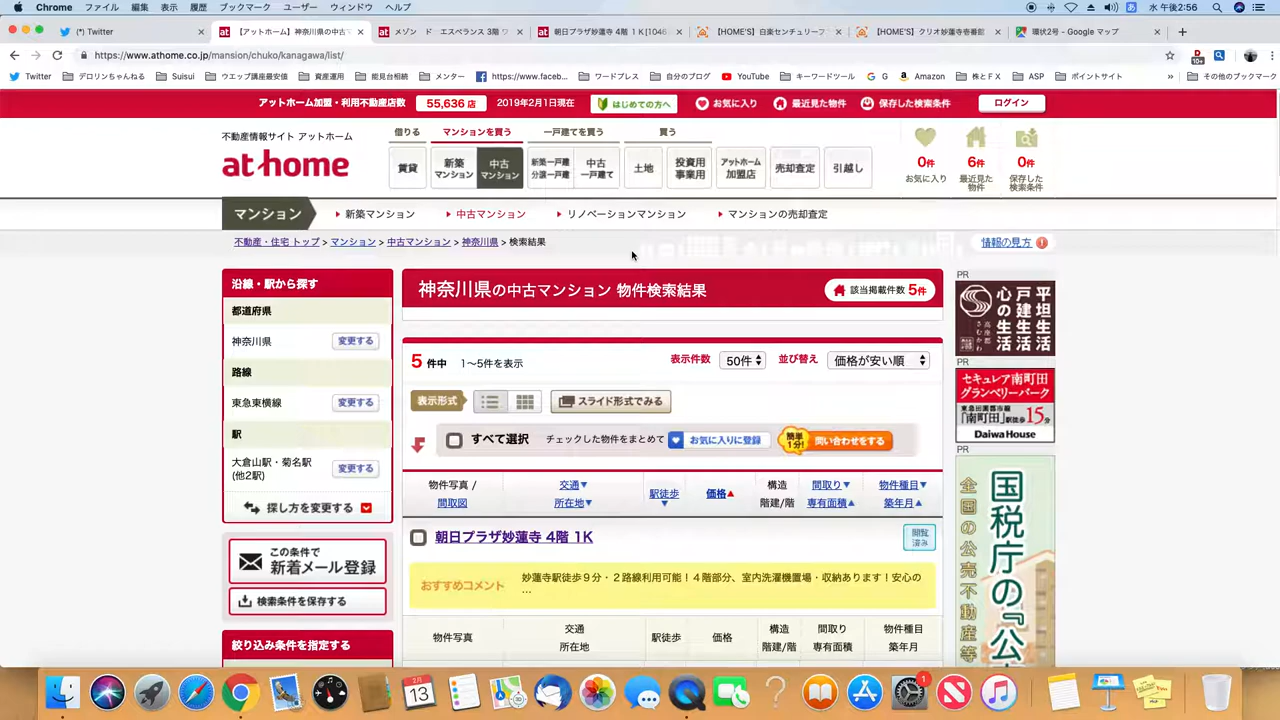 Chrome ファイル 編集 表示 履歴 ブックマーク ユーザー ウィンドウ ヘルプ
水 午後2:56
(*) Twitter
【アットホーム】神奈川県の中古マ
メゾン ド エスペランス 3階 ワ
朝日プラザ妙蓮寺 4階 1K[1046
【HOME'S】白楽センチュリーフ
【HOME'S】クリオ妙蓮寺壱番館
環状2号 - Google マップ
https://www.athome.co.jp/mansion/chuko/kanagawa/list/
Twitter デロリンちゃんねる Suisui ウエッブ講座最安値 資産運用 能見台相続 メンター https://www.faceb... ワードプレス 自分のブログ YouTube キーワードツール G Amazon 株とＦＸ ASP ポイントサイト » その他のブックマーク
アットホーム加盟・利用不動産店数 55,636店 2019年2月1日現在 はじめての方へ お気に入り 最近見た物件 保存した検索条件 ログイン
不動産情報サイト アットホーム
at home
借りる マンションを買う 一戸建てを買う 買う
賃貸
新築マンション
中古マンション
新築一戸建 分譲一戸建
中古一戸建て
土地
投資用事業用
アットホーム加盟店
売却査定
引越し
0件 6件 0件
お気に入り 最近見た物件 保存した検索条件
マンション 新築マンション 中古マンション リノベーションマンション マンションの売却査定
不動産・住宅 トップ > マンション > 中古マンション > 神奈川県 > 検索結果
情報の見方
沿線・駅から探す
都道府県
神奈川県 変更する
路線
東急東横線 変更する
駅
大倉山駅・菊名駅
(他2駅) 変更する
探し方を変更する
この条件で
新着メール登録
検索条件を保存する
絞り込み条件を指定する
神奈川県の中古マンション 物件検索結果 該当掲載件数 5件
5 件中 1～5件を表示 表示件数 50件 並び替え 価格が安い順
表示形式 スライド形式でみる
すべて選択 チェックした物件をまとめて お気に入りに登録 簡単1分! 問い合わせをする
物件写真 / 交通▼ 駅徒歩▼ 価格▲ 構造 間取り▼ 物件種目▼
間取図 所在地▼ 階建/階 専有面積▲ 築年月▲
朝日プラザ妙蓮寺 4階 1K 閲覧済み
おすすめコメント 妙蓮寺駅徒歩９分・２路線利用可能！４階部分、室内洗濯機置場・収納あります！安心の
…
物件写真 交通 駅徒歩 価格 構造 間取り 物件種目
所在地 階建/階 専有面積 築年月
PR
平坦生活
戸建生活
心の生活
PR
セキュレア南町田
グランベリーパーク
東急田園都市線
「南町田」駅徒歩15分
Daiwa House
PR
国税庁の「公
全国の公売不動産等
2月
13
1